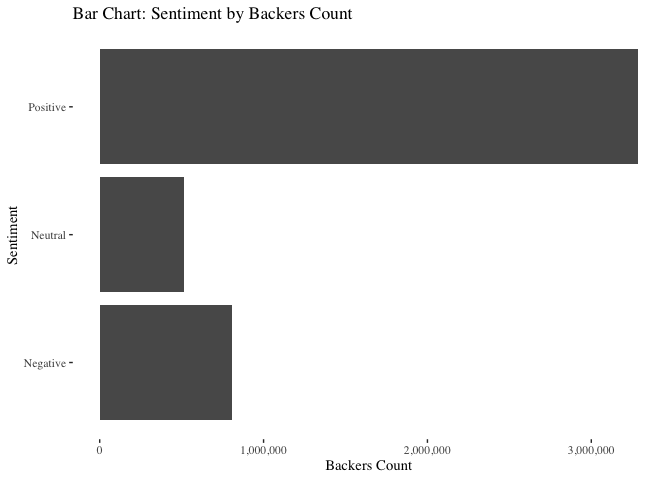 Bar Chart: Sentiment by Backers Count
Positive
Neutral
Negative
Sentiment
0 1,000,000 2,000,000 3,000,000
Backers Count